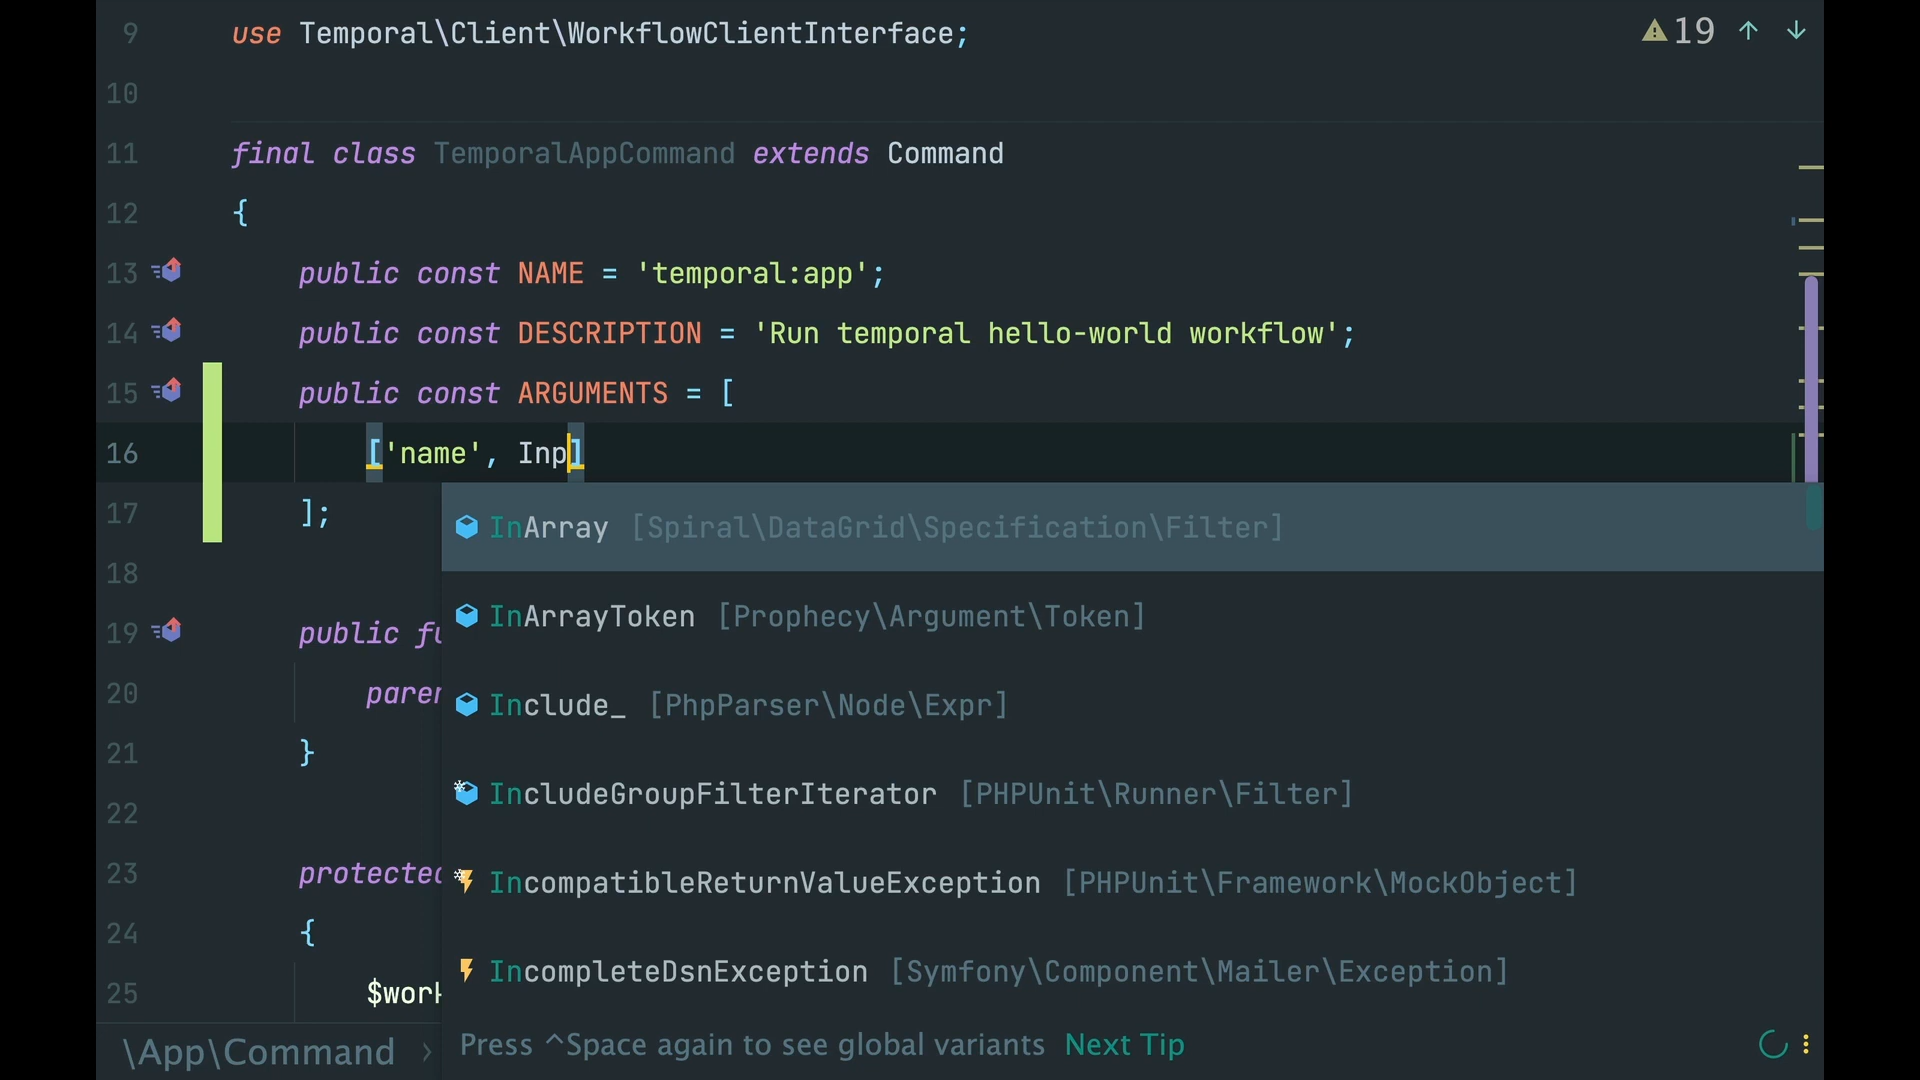 9 use Temporal\Client\WorkflowClientInterface;
19
10
11 final class TemporalAppCommand extends Command
12 {
13 public const NAME = 'temporal:app';
14 public const DESCRIPTION = 'Run temporal hello-world workflow';
15 public const ARGUMENTS = [
16 ['name', Inp]
17 ];
InArray [Spiral\DataGrid\Specification\Filter]
18
InArrayToken [Prophecy\Argument\Token]
19 public fu
20 paren
Include_ [PhpParser\Node\Expr]
21 }
IncludeGroupFilterIterator [PHPUnit\Runner\Filter]
22
23 protected
IncompatibleReturnValueException [PHPUnit\Framework\MockObject]
24 {
IncompleteDsnException [Symfony\Component\Mailer\Exception]
25 $work
\App\Command ›
Press ^Space again to see global variants Next Tip